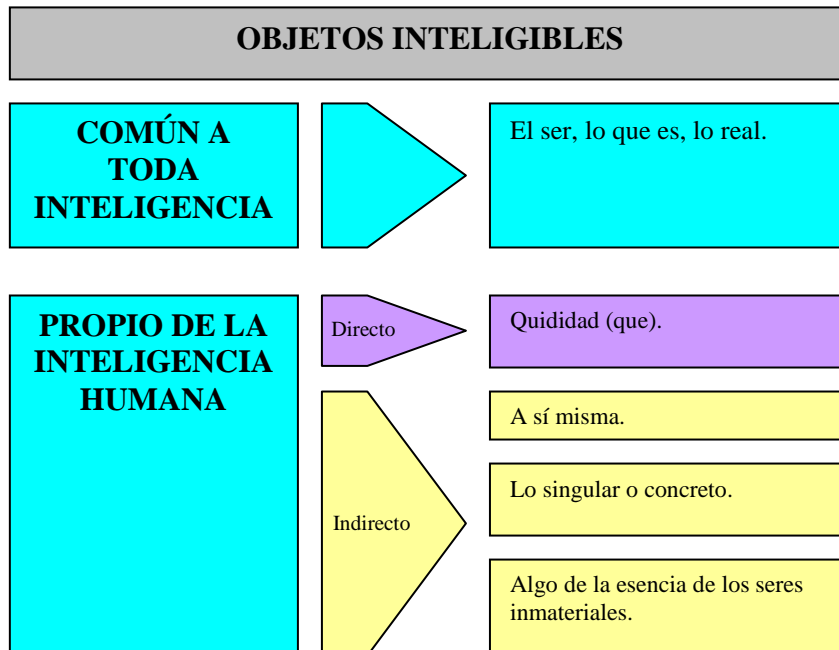 OBJETOS INTELIGIBLES
COMÚN A
TODA
INTELIGENCIA
El ser, lo que es, lo real.
PROPIO DE LA
INTELIGENCIA
HUMANA
Directo
Quididad (que).
Indirecto
A sí misma.
Lo singular o concreto.
Algo de la esencia de los seres
inmateriales.